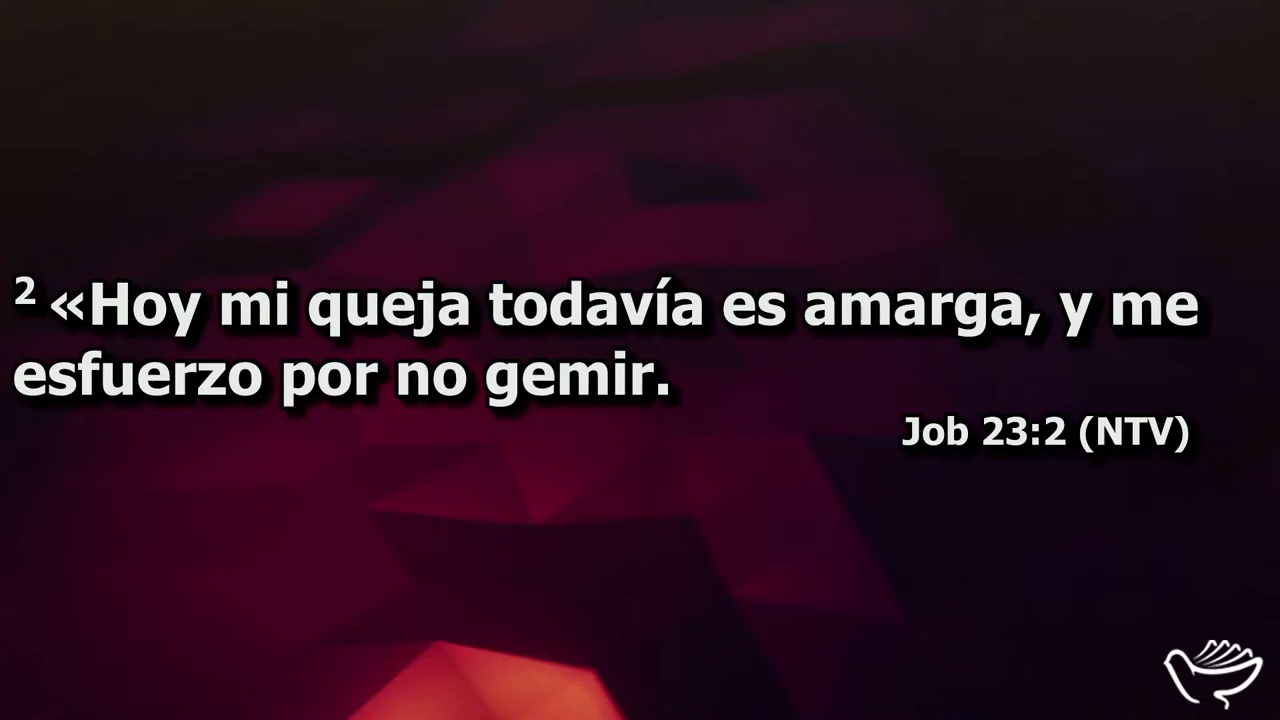 2 «Hoy mi queja todavía es amarga, y me
esfuerzo por no gemir.
Job 23:2 (NTV)